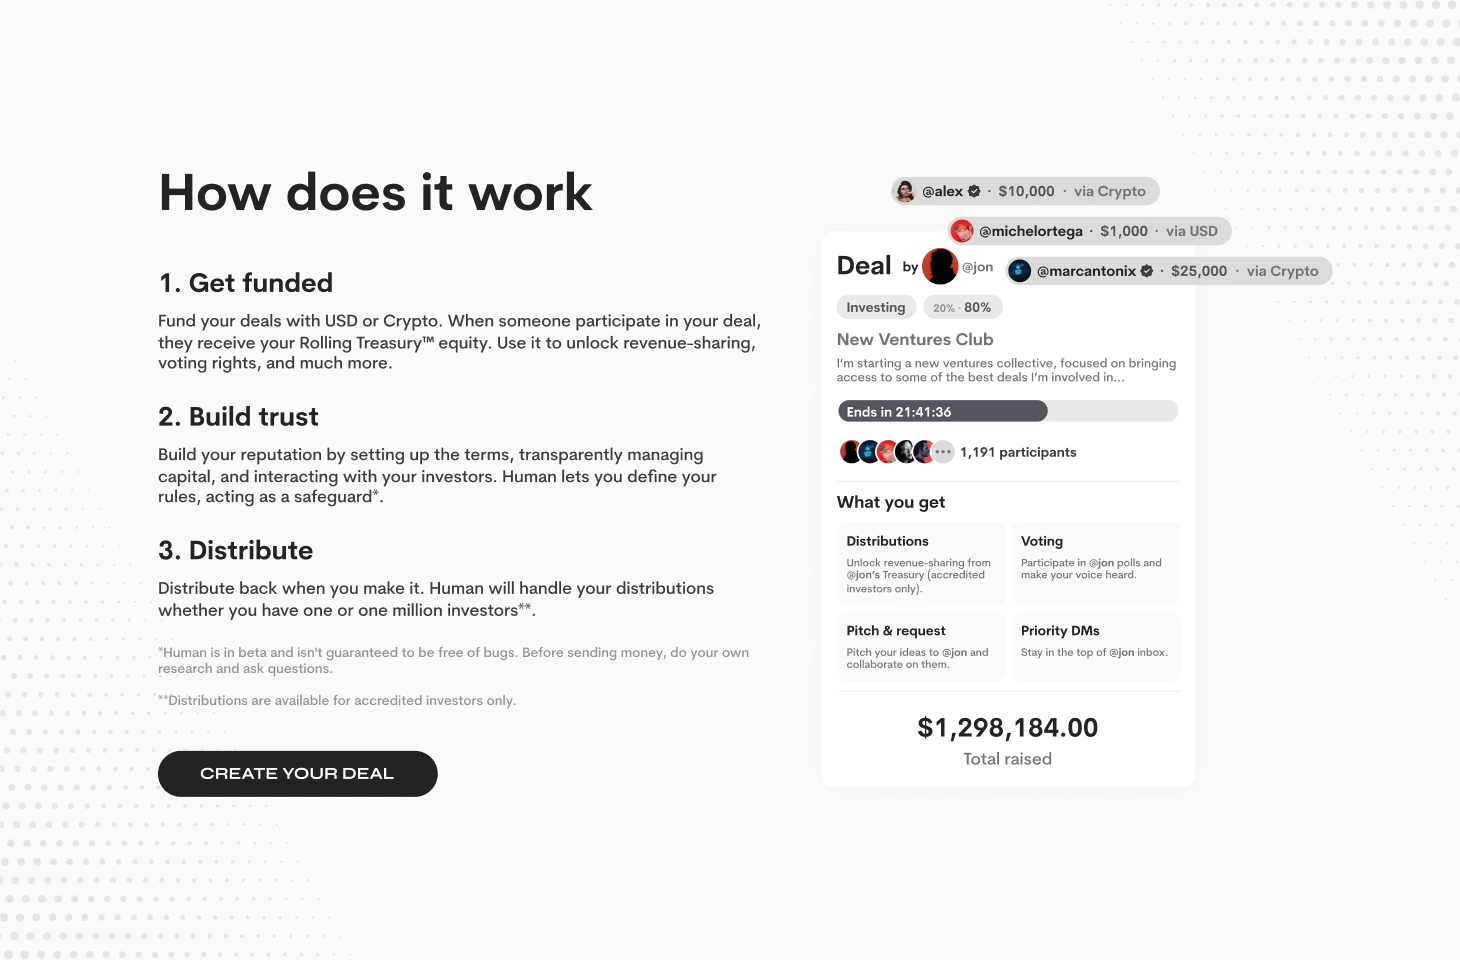 How does it work
1. Get funded
Fund your deals with USD or Crypto. When someone participate in your deal,
they receive your Rolling Treasury™ equity. Use it to unlock revenue-sharing,
voting rights, and much more.
2. Build trust
Build your reputation by setting up the terms, transparently managing
capital, and interacting with your investors. Human lets you define your
rules, acting as a safeguard*.
3. Distribute
Distribute back when you make it. Human will handle your distributions
whether you have one or one million investors**.
*Human is in beta and isn't guaranteed to be free of bugs. Before sending money, do your own
research and ask questions.
**Distributions are available for accredited investors only.
CREATE YOUR DEAL
@alex · $10,000 · via Crypto
@michelortega · $1,000 · via USD
@marcantonix · $25,000 · via Crypto
Deal by @jon
Investing 20% · 80%
New Ventures Club
I’m starting a new ventures collective, focused on bringing
access to some of the best deals I’m involved in...
Ends in 21:41:36
1,191 participants
What you get
Distributions
Unlock revenue-sharing from
@jon’s Treasury (accredited
investors only).
Voting
Participate in @jon polls and
make your voice heard.
Pitch & request
Pitch your ideas to @jon and
collaborate on them.
Priority DMs
Stay in the top of @jon inbox.
$1,298,184.00
Total raised